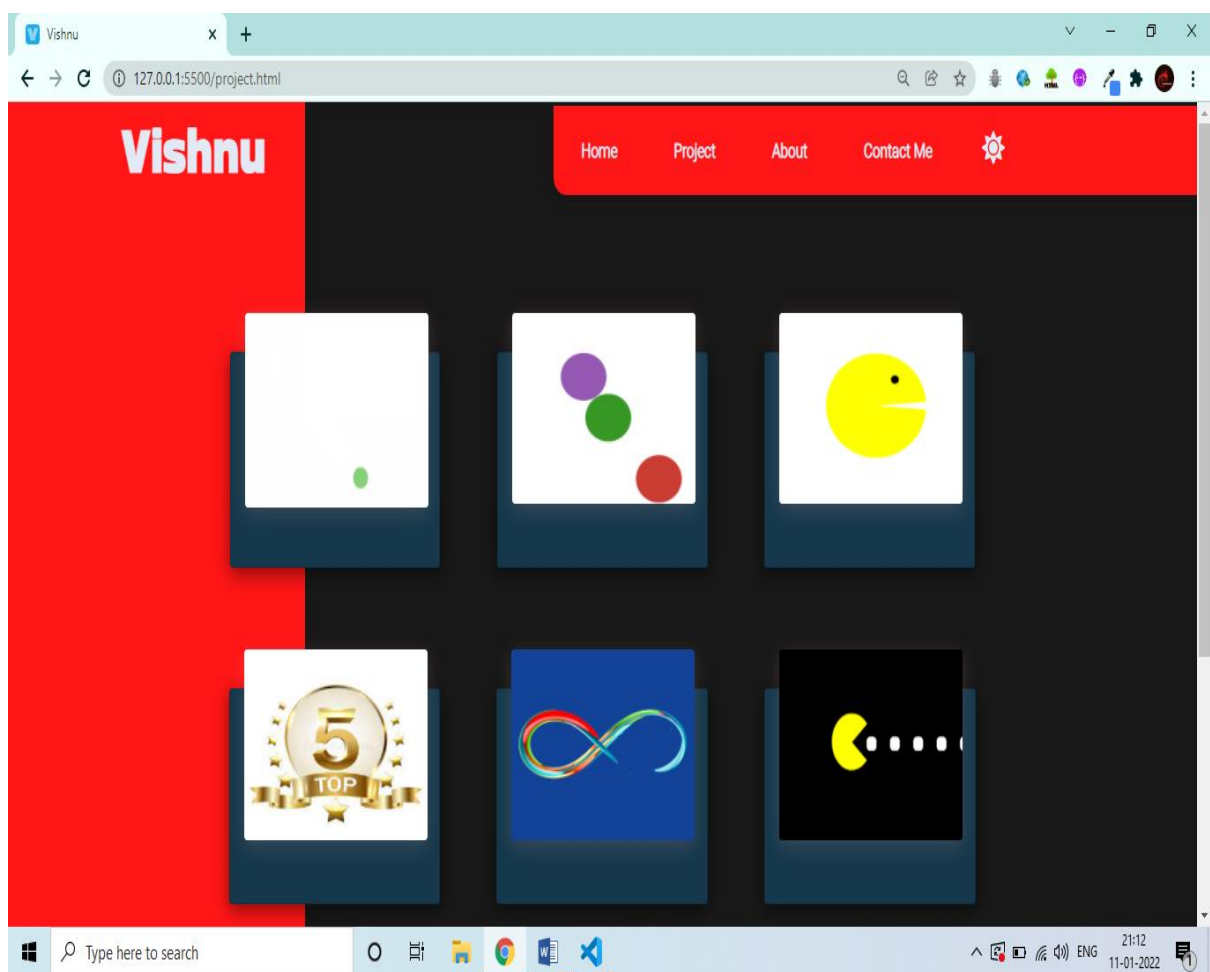 Vishnu
127.0.0.1:5500/project.html
Vishnu
Home Project About Contact Me
5
TOP
Type here to search
ENG
21:12
11-01-2022
1